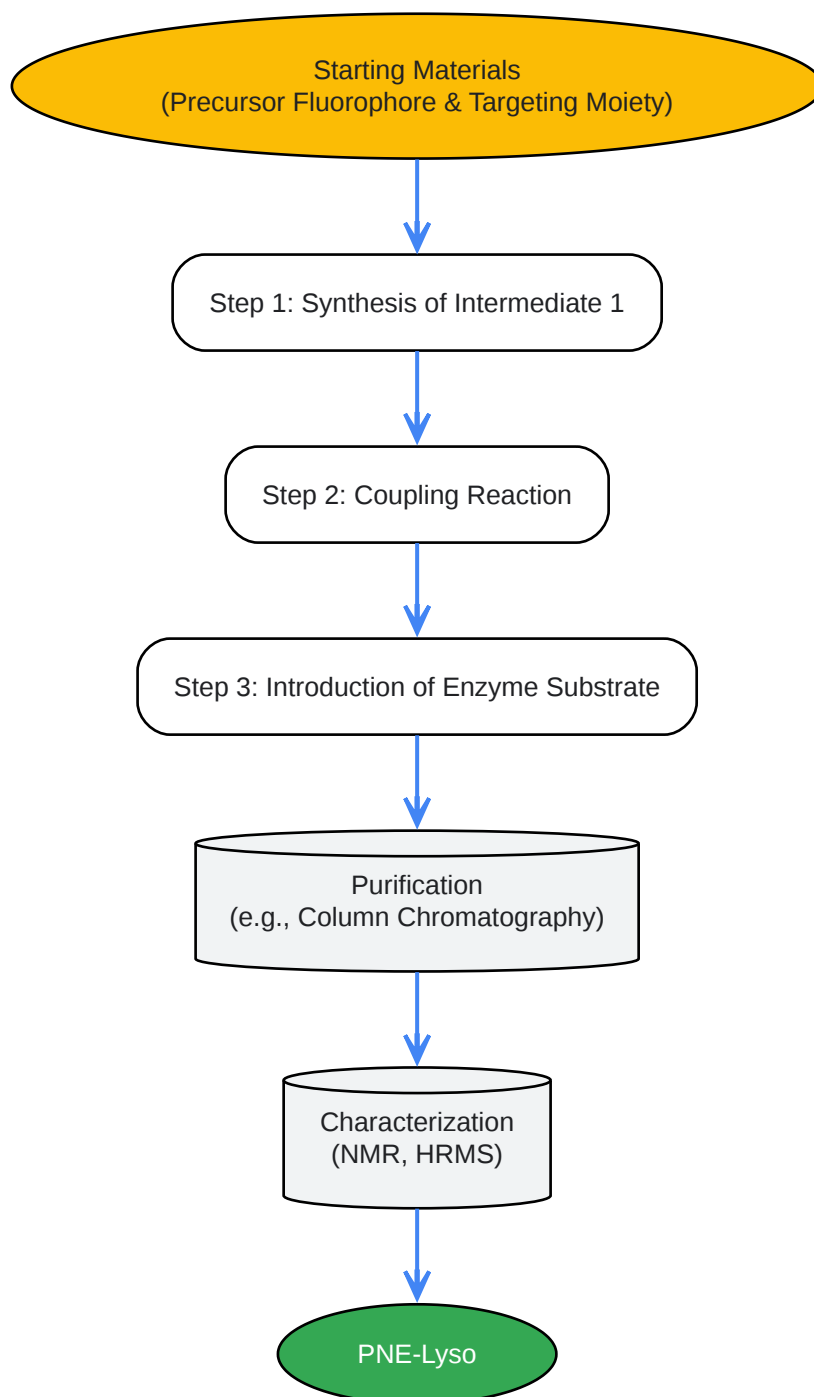 Starting Materials
(Precursor Fluorophore & Targeting Moiety)
Step 1: Synthesis of Intermediate 1
Step 2: Coupling Reaction
Step 3: Introduction of Enzyme Substrate
Purification
(e.g., Column Chromatography)
Characterization
(NMR, HRMS)
PNE-Lyso